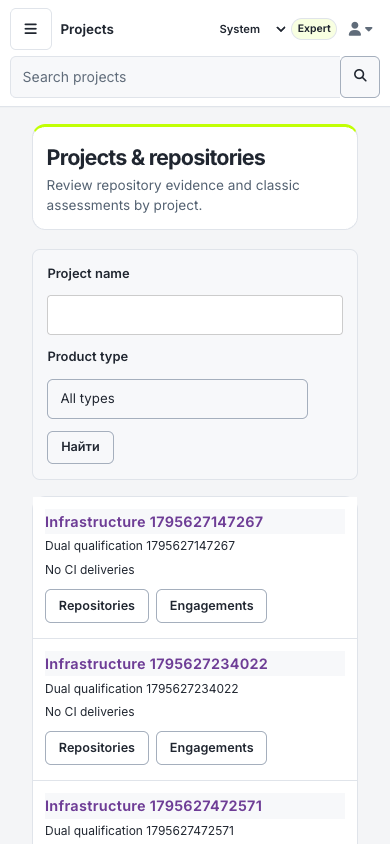 Projects
System
Expert
Search projects
Projects & repositories
Review repository evidence and classic
assessments by project.
Project name
Product type
All types
Найти
Infrastructure 1795627147267
Dual qualification 1795627147267
No CI deliveries
Repositories
Engagements
Infrastructure 1795627234022
Dual qualification 1795627234022
No CI deliveries
Repositories
Engagements
Infrastructure 1795627472571
Dual qualification 1795627472571